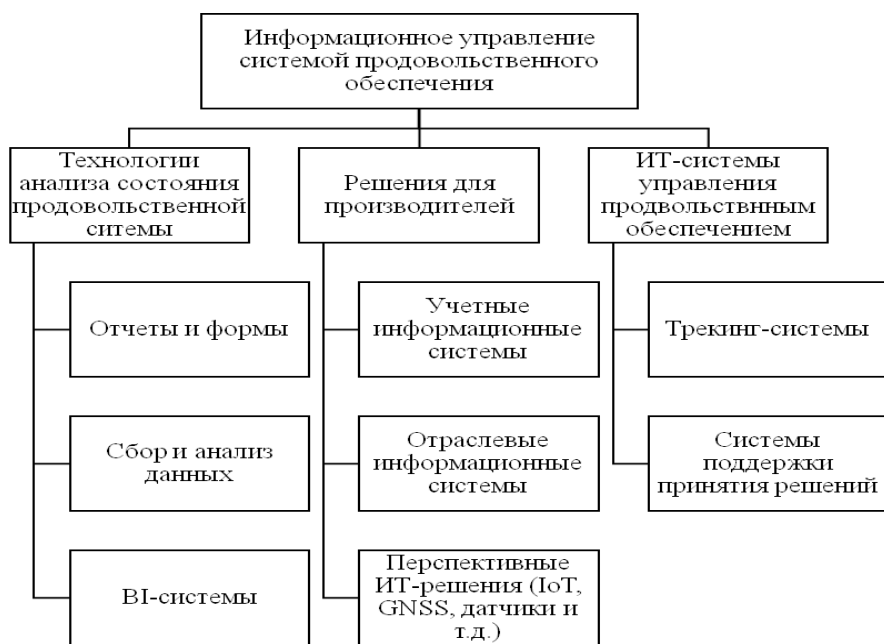 Информационное управление
системой продовольственного
обеспечения
Технологии
анализа состояния
продовольственной
ситемы
Отчеты и формы
Сбор и анализ
данных
BI-системы
Решения для
производителей
Учетные
информационные
системы
Отраслевые
информационные
системы
Перспективные
ИТ-решения (IoT,
GNSS, датчики и
т.д.)
ИТ-системы
управления
продвольствнным
обеспечением
Трекинг-системы
Системы
поддержки
принятия решений